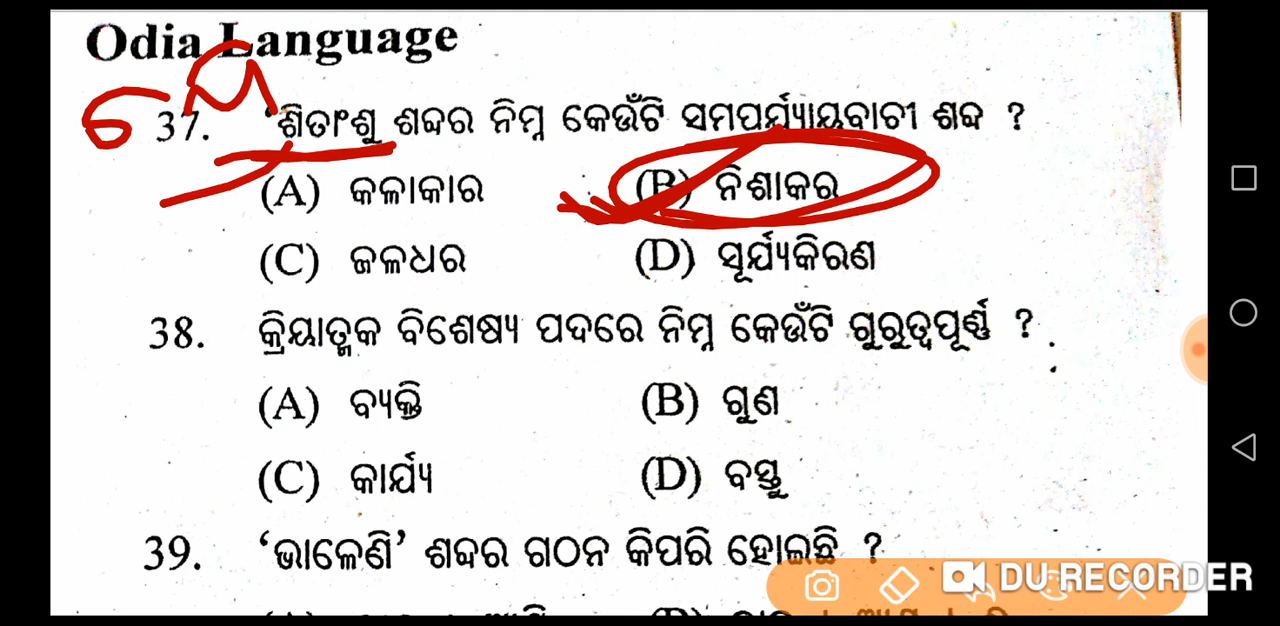 Odia Language
37. 'ଶିତାଂଶୁ ଶବ୍ଦର ନିମ୍ନ କେଉଁଟି ସମପର୍ଯ୍ୟାୟବାଚୀ ଶବ୍ଦ ?
(A) କଳାକାର (B) ନିଶାକର
(C) ଜଳଧର (D) ସୂର୍ଯ୍ୟକିରଣ
38. କ୍ରିୟାତ୍ମକ ବିଶେଷ୍ୟ ପଦରେ ନିମ୍ନ କେଉଁଟି ଗୁରୁତ୍ୱପୂର୍ଣ୍ଣ ?
(A) ବ୍ୟକ୍ତି (B) ଗୁଣ
(C) କାର୍ଯ୍ୟ (D) ବସ୍ତୁ
39. 'ଭାଳେଣି' ଶବ୍ଦର ଗଠନ କିପରି ହୋଇଛି ?
DU RECORDER